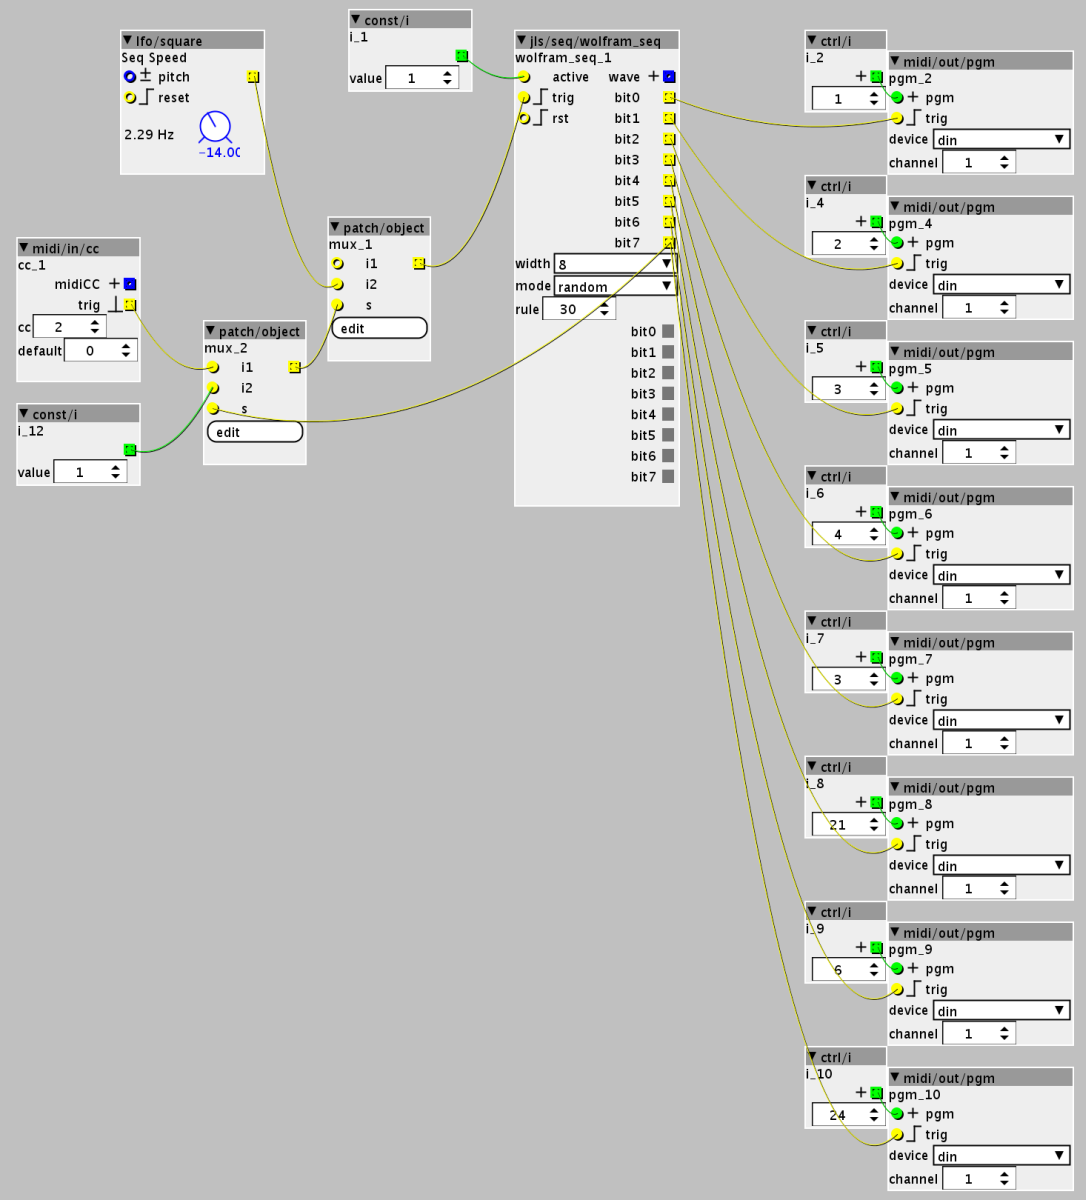 lfo/square
Seq Speed
pitch
reset
2.29 Hz
-14.00
const/i
i_1
value 1
midi/in/cc
cc_1
midiCC +
trig
cc 2
default 0
const/i
i_12
value 1
patch/object
mux_2
i1
i2
s
edit
patch/object
mux_1
i1
i2
s
edit
jls/seq/wolfram_seq
wolfram_seq_1
active wave +
trig bit0
rst bit1
bit2
bit3
bit4
bit5
bit6
bit7
width 8
mode random
rule 30
bit0
bit1
bit2
bit3
bit4
bit5
bit6
bit7
ctrl/i
i_2
+
1
midi/out/pgm
pgm_2
+ pgm
trig
device din
channel 1
ctrl/i
i_4
+
2
midi/out/pgm
pgm_4
+ pgm
trig
device din
channel 1
ctrl/i
i_5
+
3
midi/out/pgm
pgm_5
+ pgm
trig
device din
channel 1
ctrl/i
i_6
+
4
midi/out/pgm
pgm_6
+ pgm
trig
device din
channel 1
ctrl/i
i_7
+
3
midi/out/pgm
pgm_7
+ pgm
trig
device din
channel 1
ctrl/i
i_8
+
21
midi/out/pgm
pgm_8
+ pgm
trig
device din
channel 1
ctrl/i
i_9
+
6
midi/out/pgm
pgm_9
+ pgm
trig
device din
channel 1
ctrl/i
i_10
+
24
midi/out/pgm
pgm_10
+ pgm
trig
device din
channel 1